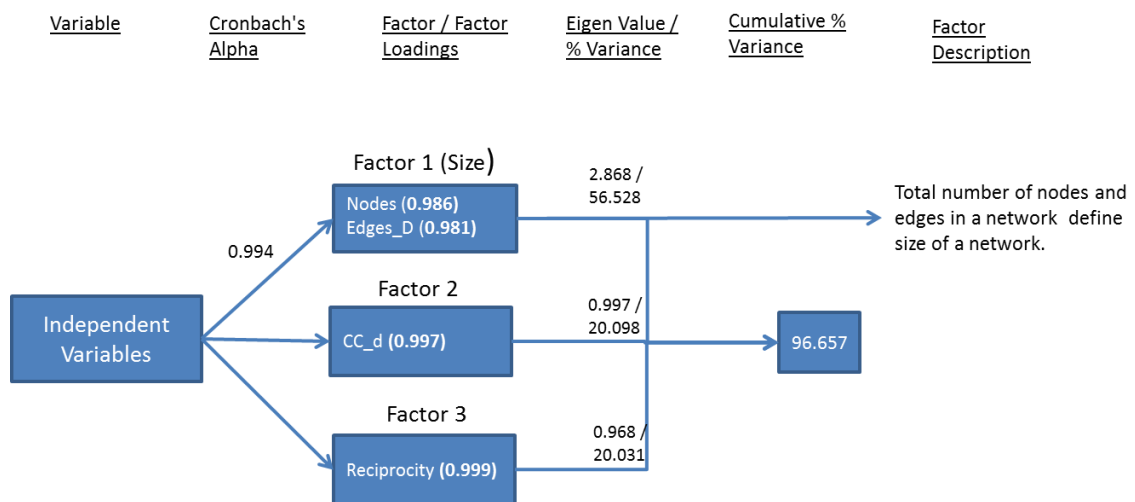 Variable
Cronbach's
Alpha
Factor / Factor
Loadings
Eigen Value /
% Variance
Cumulative %
Variance
Factor
Description
Independent
Variables
0.994
Factor 1 (Size)
Nodes (0.986)
Edges_D (0.981)
2.868 /
56.528
Total number of nodes and
edges in a network define
size of a network.
Factor 2
CC_d (0.997)
0.997 /
20.098
96.657
Factor 3
Reciprocity (0.999)
0.968 /
20.031